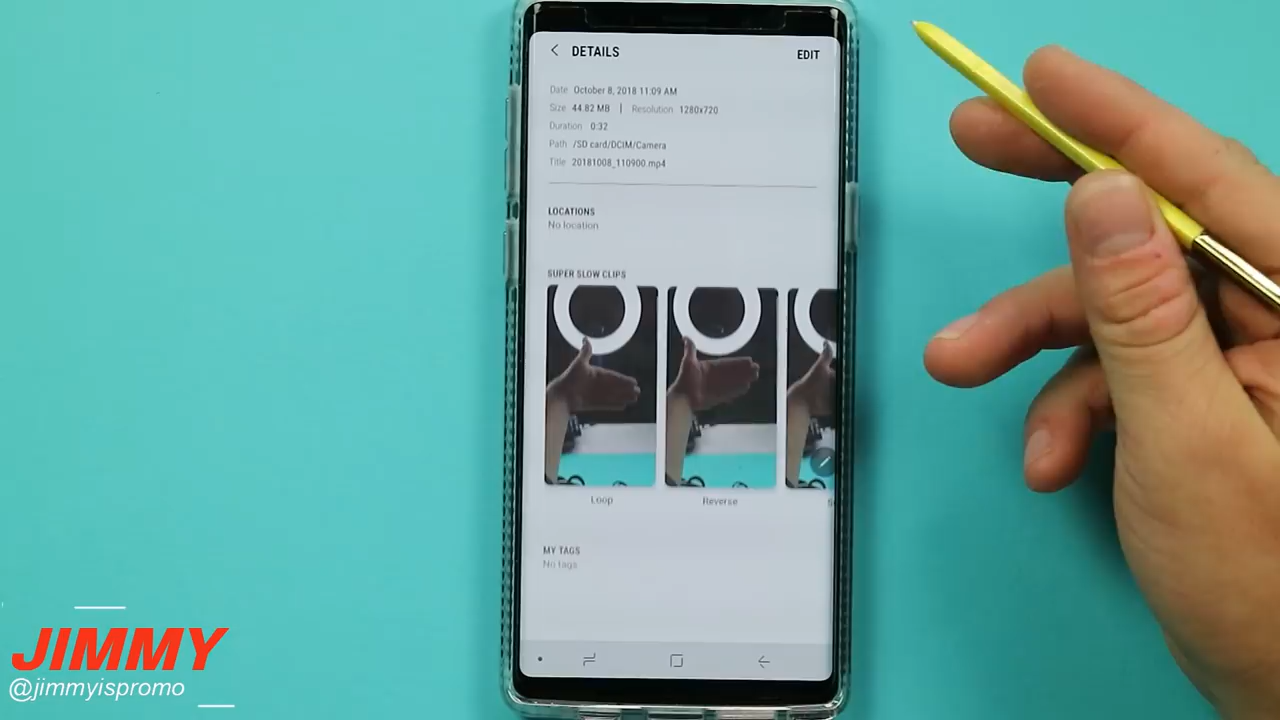 DETAILS EDIT
Date October 8, 2018 11:09 AM
Size 44.82 MB | Resolution 1280x720
Duration 0:32
Path /SD card/DCIM/Camera
Title 20181008_110900.mp4
LOCATIONS
No location
SUPER SLOW CLIPS
Loop Reverse
MY TAGS
No tags
JIMMY
@jimmyispromo